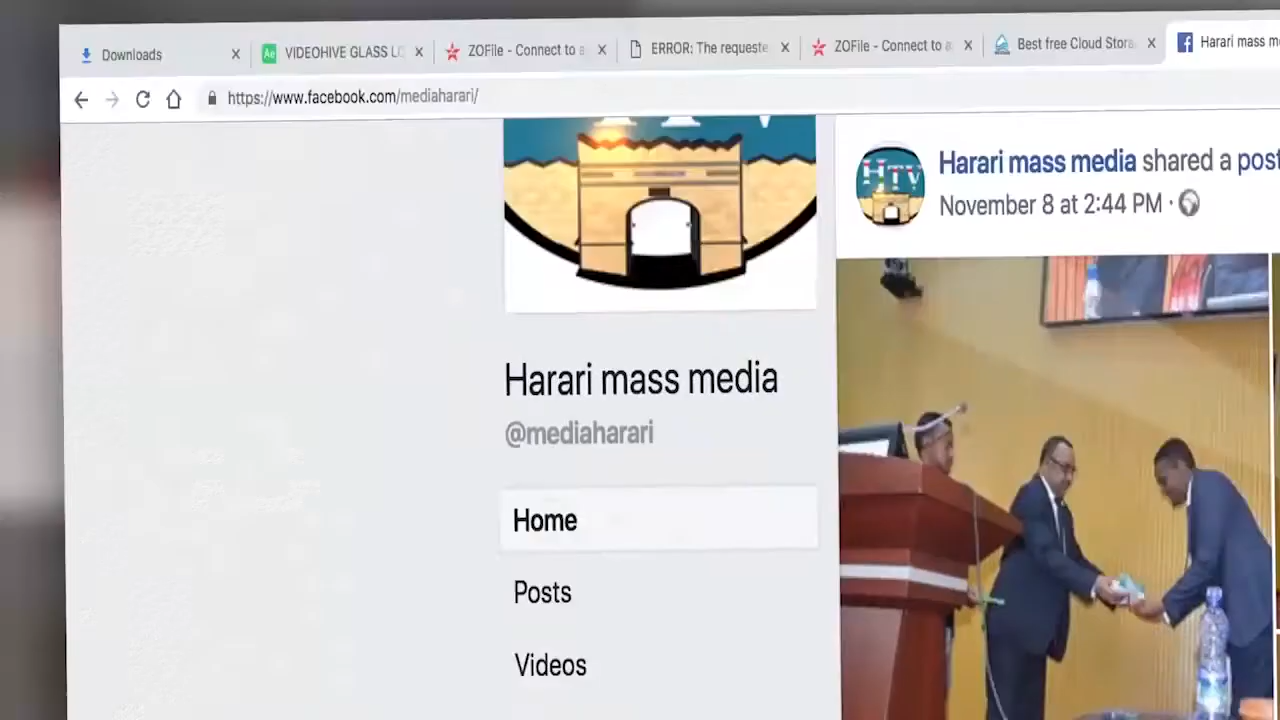 Downloads
VIDEOHIVE GLASS LO
ZOFile - Connect to a
ERROR: The requeste
ZOFile - Connect to a
Best free Cloud Stora
Harari mass me
https://www.facebook.com/mediaharari/
HTV
Harari mass media shared a post
November 8 at 2:44 PM
Harari mass media
@mediaharari
Home
Posts
Videos